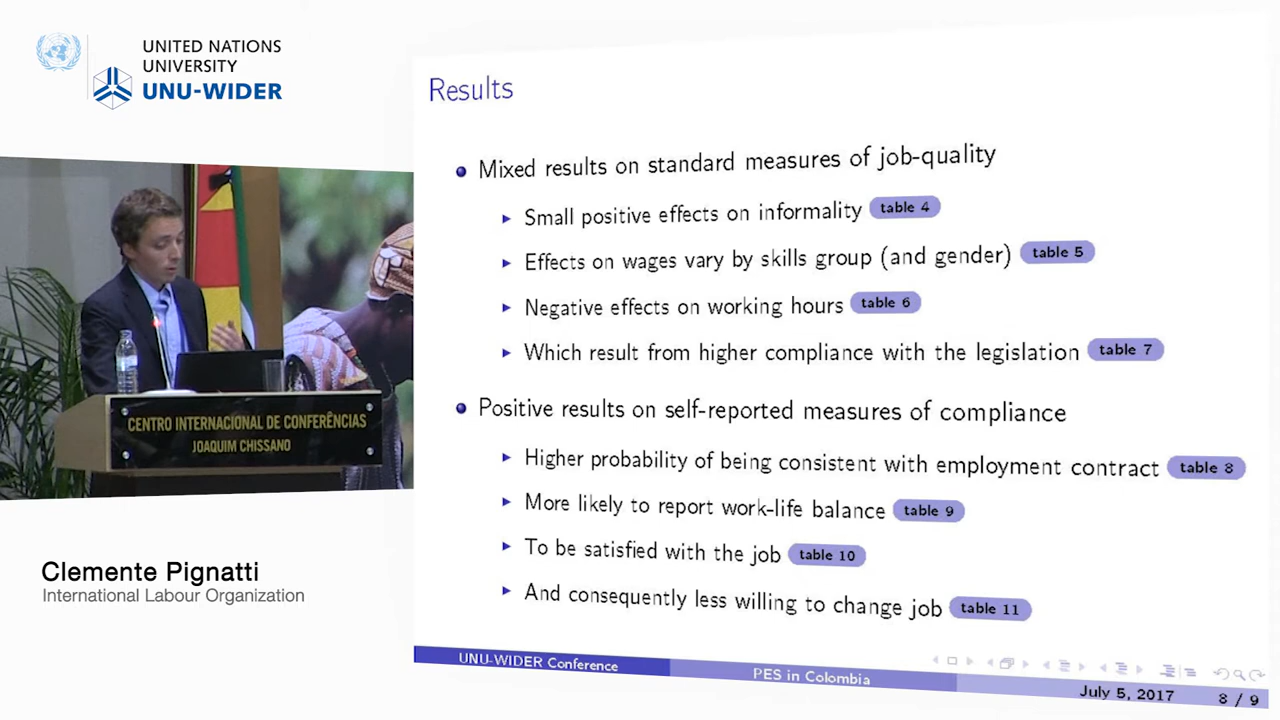 UNITED NATIONS
UNIVERSITY
UNU-WIDER
CENTRO INTERNACIONAL DE CONFERÊNCIAS
JOAQUIM CHISSANO
Clemente Pignatti
International Labour Organization
Results
Mixed results on standard measures of job-quality
Small positive effects on informality table 4
Effects on wages vary by skills group (and gender) table 5
Negative effects on working hours table 6
Which result from higher compliance with the legislation table 7
Positive results on self-reported measures of compliance
Higher probability of being consistent with employment contract table 8
More likely to report work-life balance table 9
To be satisfied with the job table 10
And consequently less willing to change job table 11
UNU-WIDER Conference PES in Colombia July 5, 2017 8 / 9